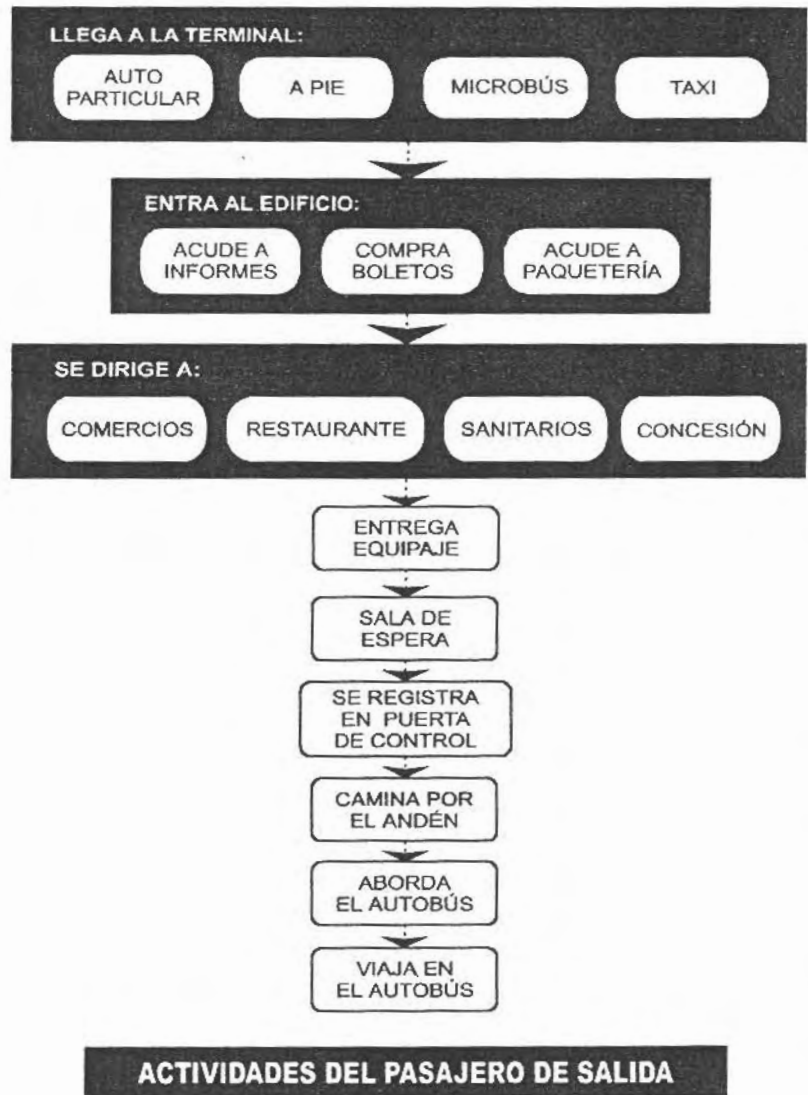 LLEGA A LA TERMINAL:
AUTO
PARTICULAR
A PIE
MICROBÚS
TAXI
ENTRA AL EDIFICIO:
ACUDE A
INFORMES
COMPRA
BOLETOS
ACUDE A
PAQUETERÍA
SE DIRIGE A:
COMERCIOS
RESTAURANTE
SANITARIOS
CONCESIÓN
ENTREGA
EQUIPAJE
SALA DE
ESPERA
SE REGISTRA
EN PUERTA
DE CONTROL
CAMINA POR
EL ANDÉN
ABORDA
EL AUTOBÚS
VIAJA EN
EL AUTOBÚS
ACTIVIDADES DEL PASAJERO DE SALIDA